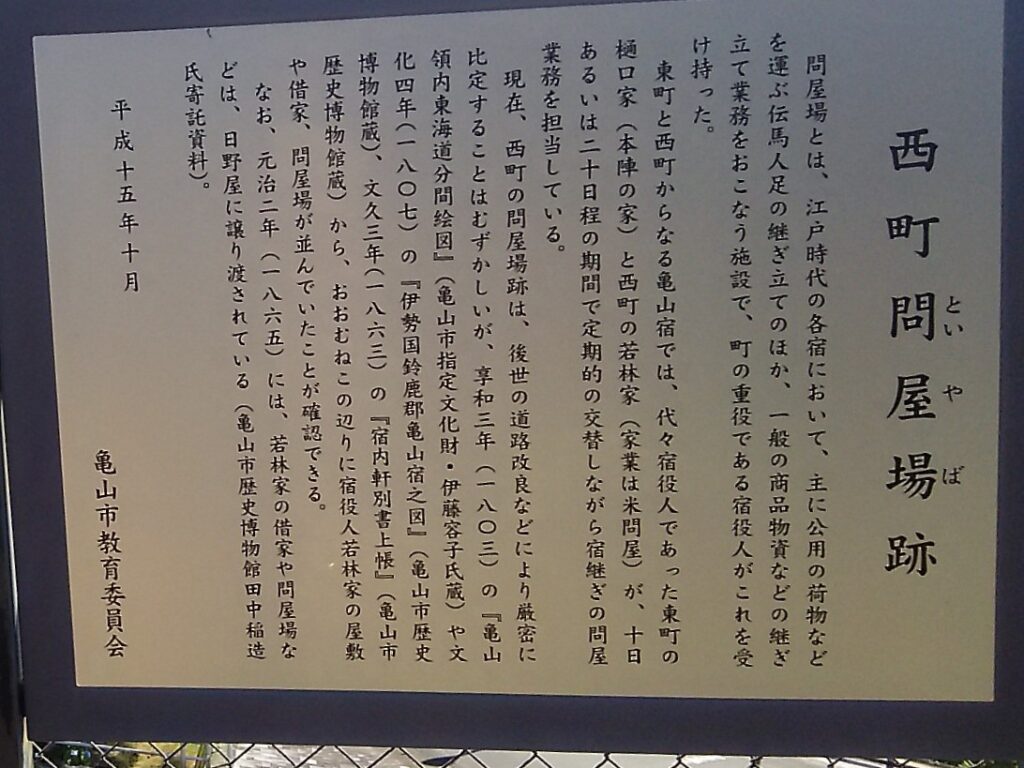 西町問屋場跡
といやば
問屋場とは、江戸時代の各宿において、主に公用の荷物など
を運ぶ伝馬人足の継ぎ立てのほか、一般の商品物資などの継ぎ
立て業務をおこなう施設で、町の重役である宿役人がこれを受
け持った。
東町と西町からなる亀山宿では、代々宿役人であった東町の
樋口家（本陣の家）と西町の若林家（家業は米問屋）が、十日
あるいは二十日程の期間で定期的の交替しながら宿継ぎの問屋
業務を担当している。
現在、西町の問屋場跡は、後世の道路改良などにより厳密に
比定することはむずかしいが、享和三年（一八〇三）の『亀山
領内東海道分間絵図』（亀山市指定文化財・伊藤容子氏蔵）や文
化四年（一八〇七）の『伊勢国鈴鹿郡亀山宿之図』（亀山市歴史
博物館蔵）、文久三年（一八六三）の『宿内軒別書上帳』（亀山市
歴史博物館蔵）から、おおむねこの辺りに宿役人若林家の屋敷
や借家、問屋場が並んでいたことが確認できる。
なお、元治二年（一八六五）には、若林家の借家や問屋場な
どは、日野屋に譲り渡されている（亀山市歴史博物館田中稲造
氏寄託資料）。
平成十五年十月
亀山市教育委員会